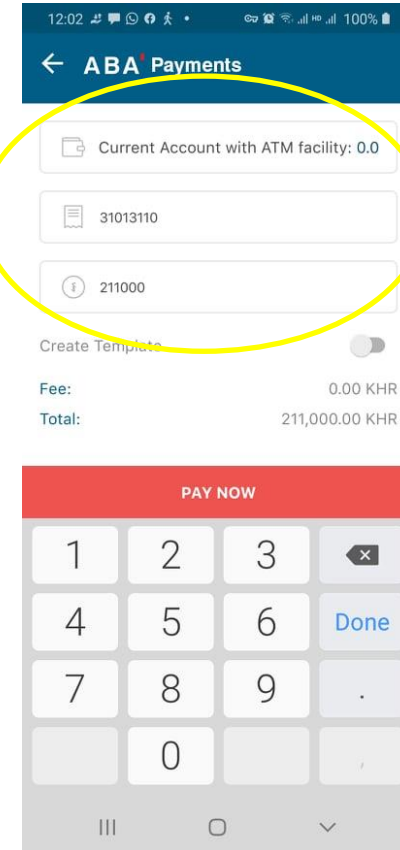 12:02 HD 100%
ABA' Payments
Current Account with ATM facility: 0.0
31013110
211000
Create Template
Fee: 0.00 KHR
Total: 211,000.00 KHR
PAY NOW
1 2 3
4 5 6 Done
7 8 9 .
0 ,